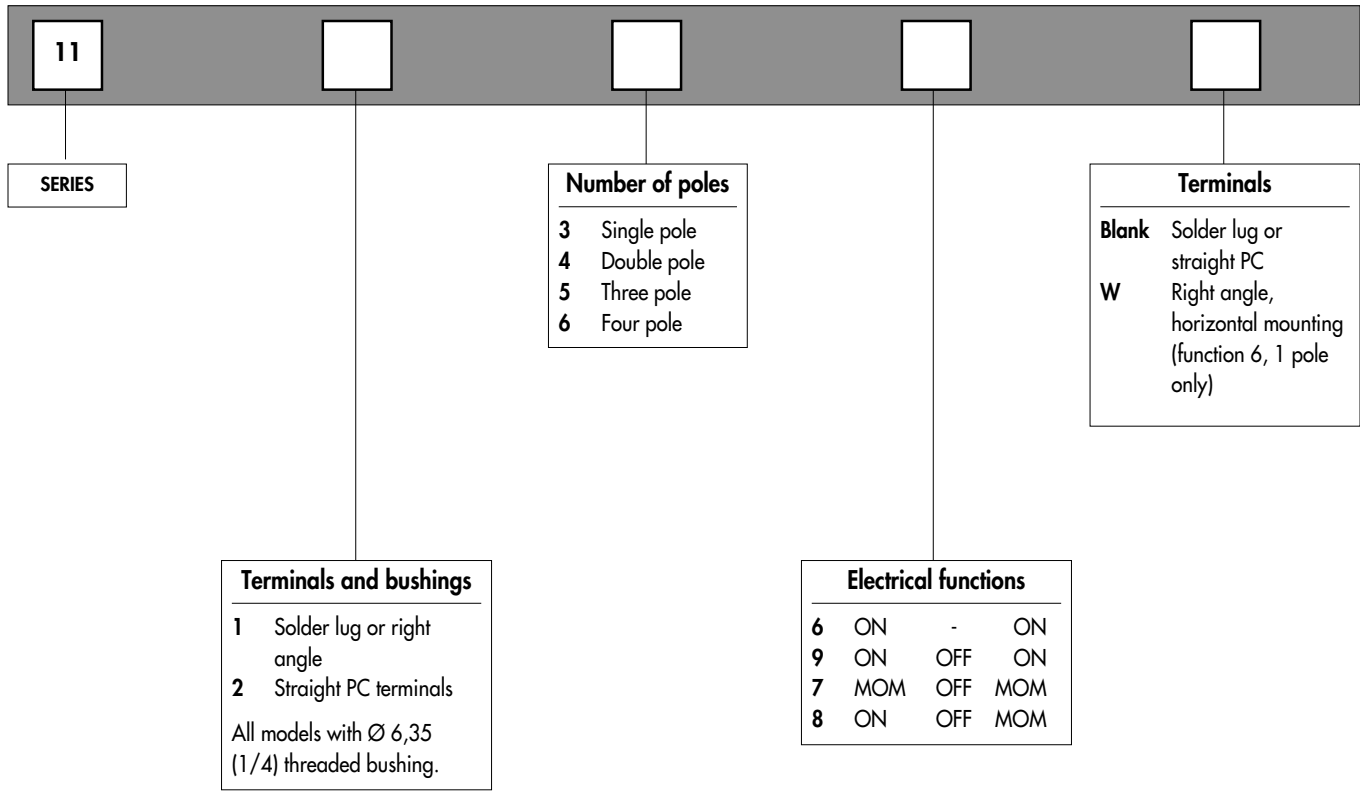 11
SERIES
Number of poles
3 Single pole
4 Double pole
5 Three pole
6 Four pole
Terminals
Blank Solder lug or
straight PC
W Right angle,
horizontal mounting
(function 6, 1 pole
only)
Terminals and bushings
1 Solder lug or right
angle
2 Straight PC terminals
All models with Ø 6,35
(1/4) threaded bushing.
Electrical functions
6 ON - ON
9 ON OFF ON
7 MOM OFF MOM
8 ON OFF MOM